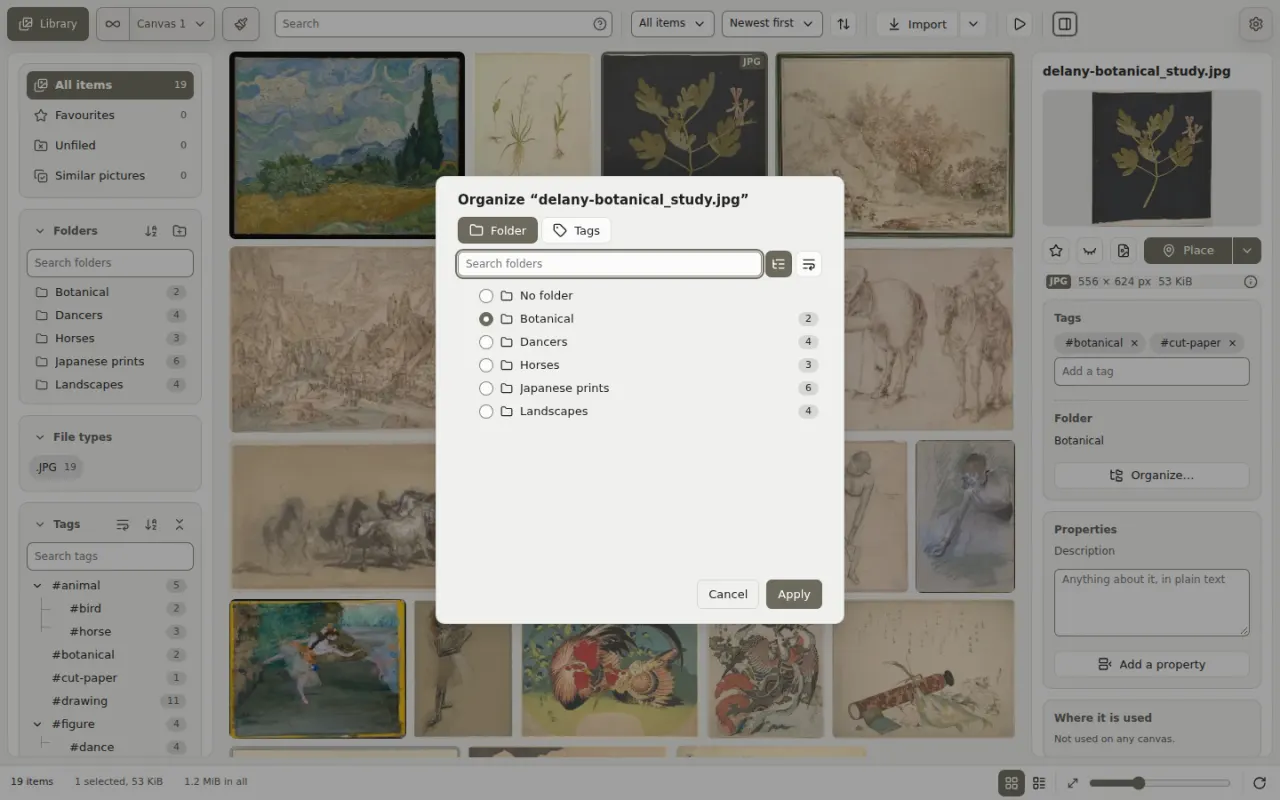 Library
Canvas 1
Search
All items
Newest first
Import
All items 19
Favourites 0
Unfiled 0
Similar pictures 0
Folders
Search folders
Botanical 2
Dancers 4
Horses 3
Japanese prints 6
Landscapes 4
File types
.JPG 19
Tags
Search tags
#animal 5
#bird 2
#horse 3
#botanical 2
#cut-paper 1
#drawing 11
#figure 4
#dance 4
JPG
Organize “delany-botanical_study.jpg”
Folder
Tags
Search folders
No folder
Botanical 2
Dancers 4
Horses 3
Japanese prints 6
Landscapes 4
Cancel
Apply
delany-botanical_study.jpg
Place
JPG 556 × 624 px 53 KiB
Tags
#botanical ×
#cut-paper ×
Add a tag
Folder
Botanical
Organize...
Properties
Description
Anything about it, in plain text
Add a property
Where it is used
Not used on any canvas.
19 items
1 selected, 53 KiB
1.2 MiB in all